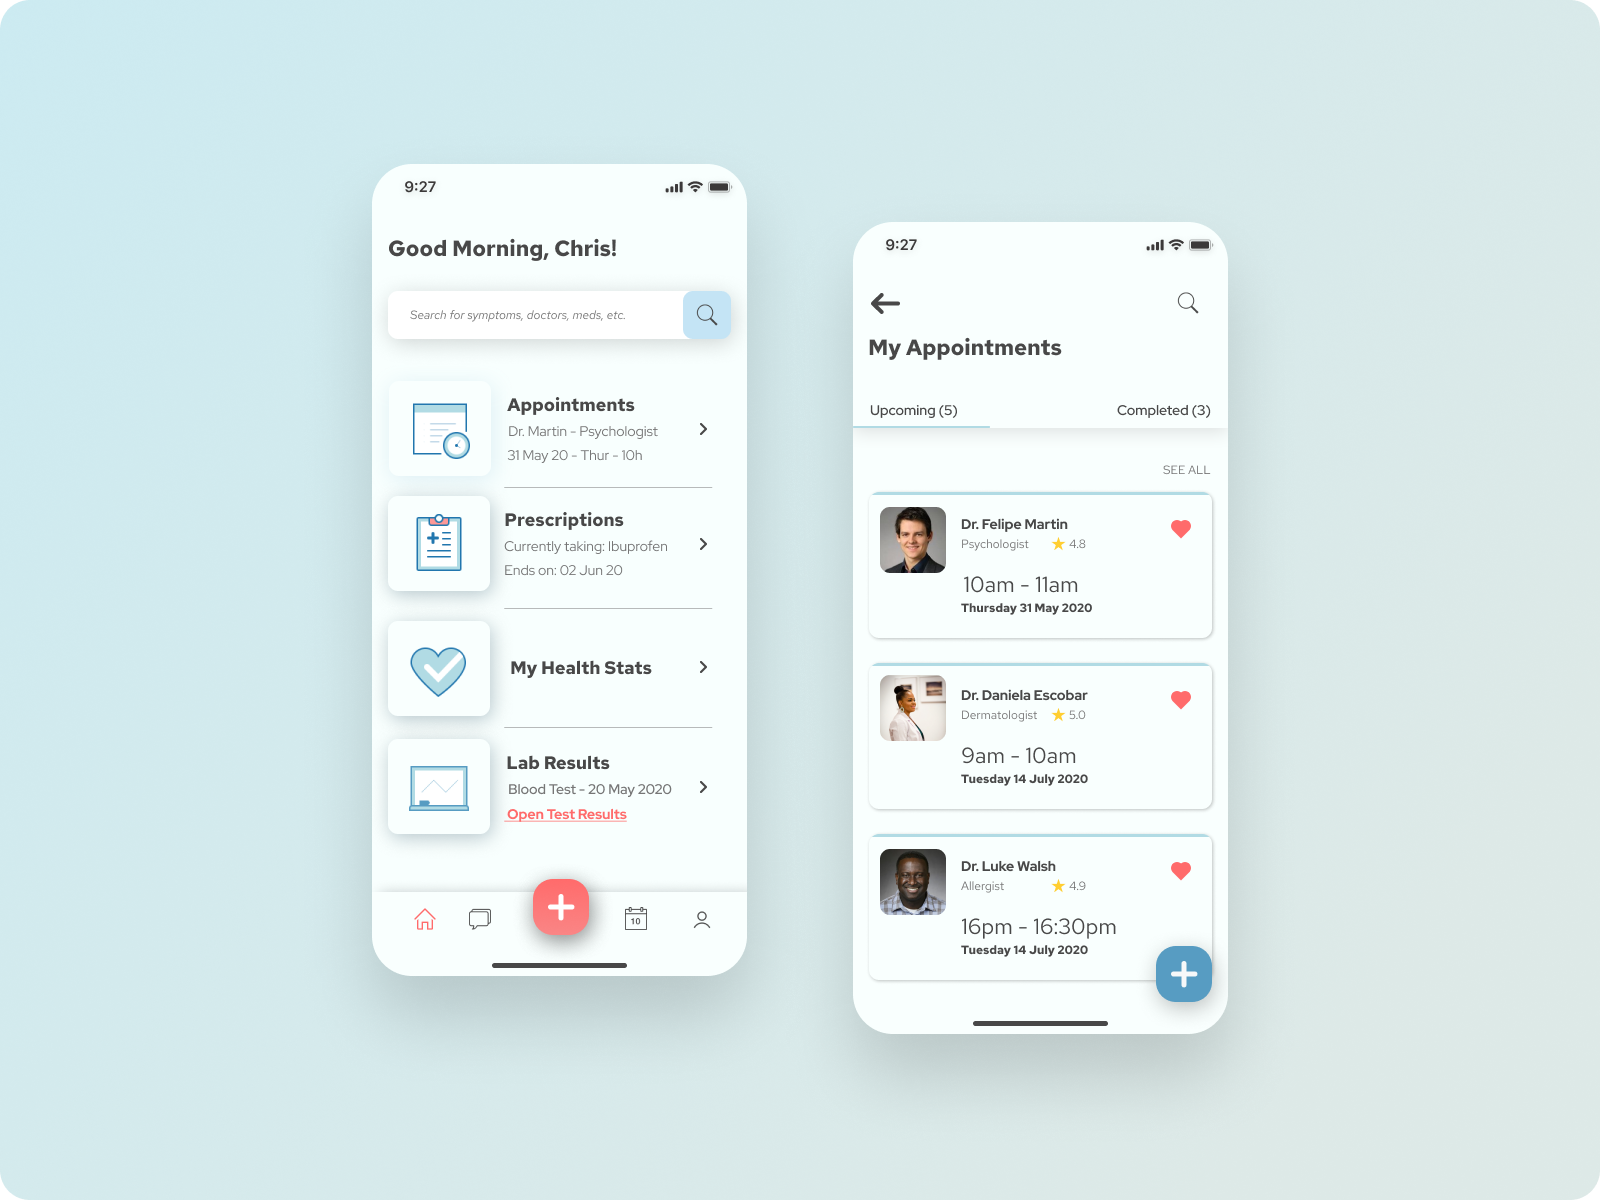 9:27
Good Morning, Chris!
Search for symptoms, doctors, meds, etc.
Appointments
Dr. Martin - Psychologist
31 May 20 - Thur - 10h
Prescriptions
Currently taking: Ibuprofen
Ends on: 02 Jun 20
My Health Stats
Lab Results
Blood Test - 20 May 2020
Open Test Results
10
9:27
My Appointments
Upcoming (5)
Completed (3)
SEE ALL
Dr. Felipe Martin
Psychologist 4.8
10am - 11am
Thursday 31 May 2020
Dr. Daniela Escobar
Dermatologist 5.0
9am - 10am
Tuesday 14 July 2020
Dr. Luke Walsh
Allergist 4.9
16pm - 16:30pm
Tuesday 14 July 2020